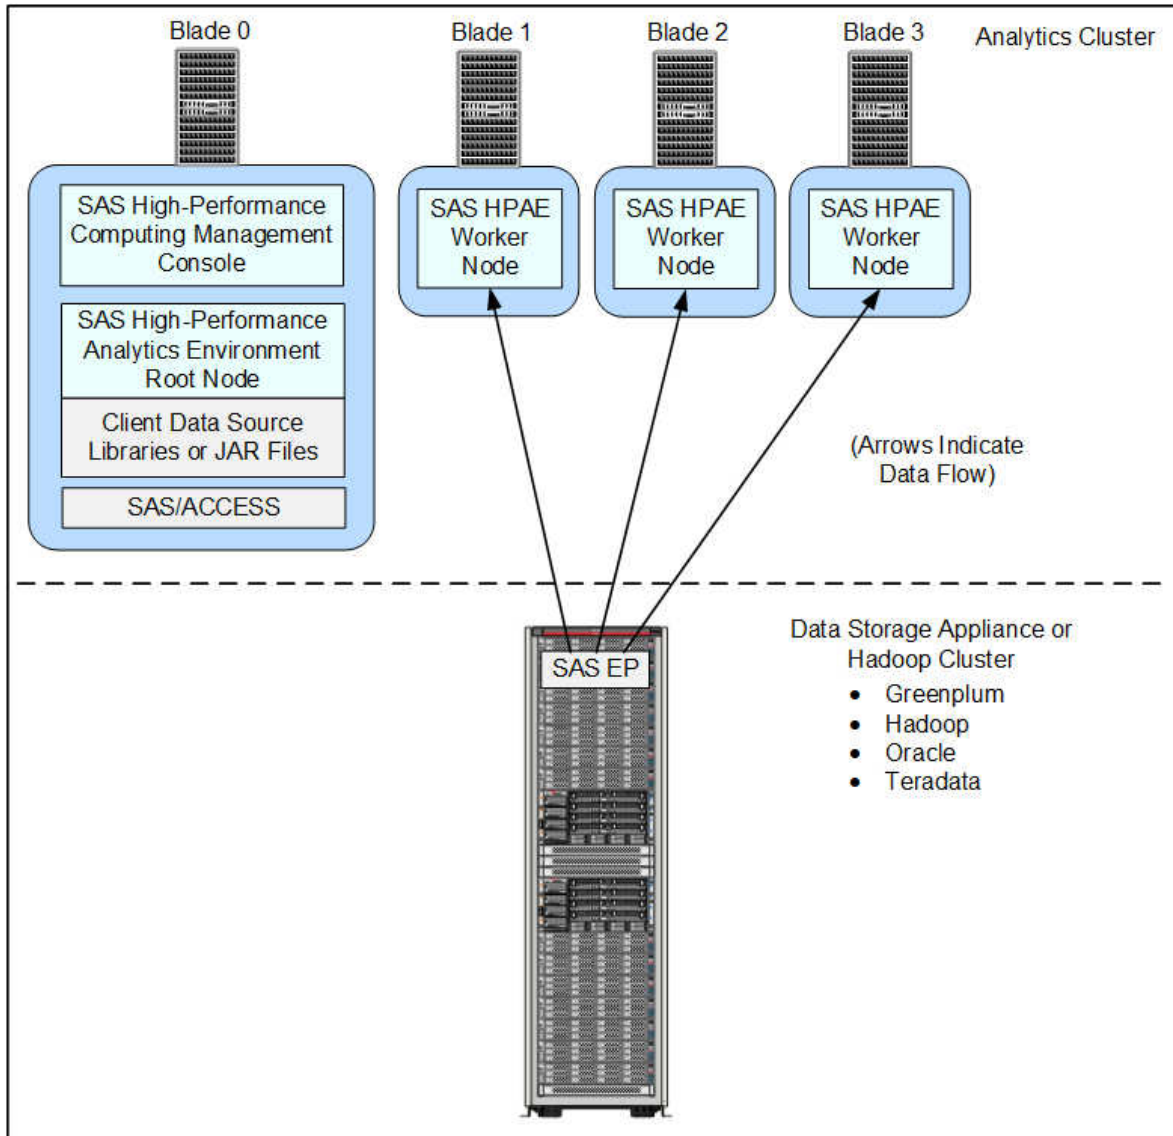 Blade 0
Blade 1
Blade 2
Blade 3
Analytics Cluster
SAS High-Performance
Computing Management
Console
SAS High-Performance
Analytics Environment
Root Node
Client Data Source
Libraries or JAR Files
SAS/ACCESS
SAS HPAE
Worker
Node
SAS HPAE
Worker
Node
SAS HPAE
Worker
Node
(Arrows Indicate
Data Flow)
SAS EP
Data Storage Appliance or
Hadoop Cluster
• Greenplum
• Hadoop
• Oracle
• Teradata